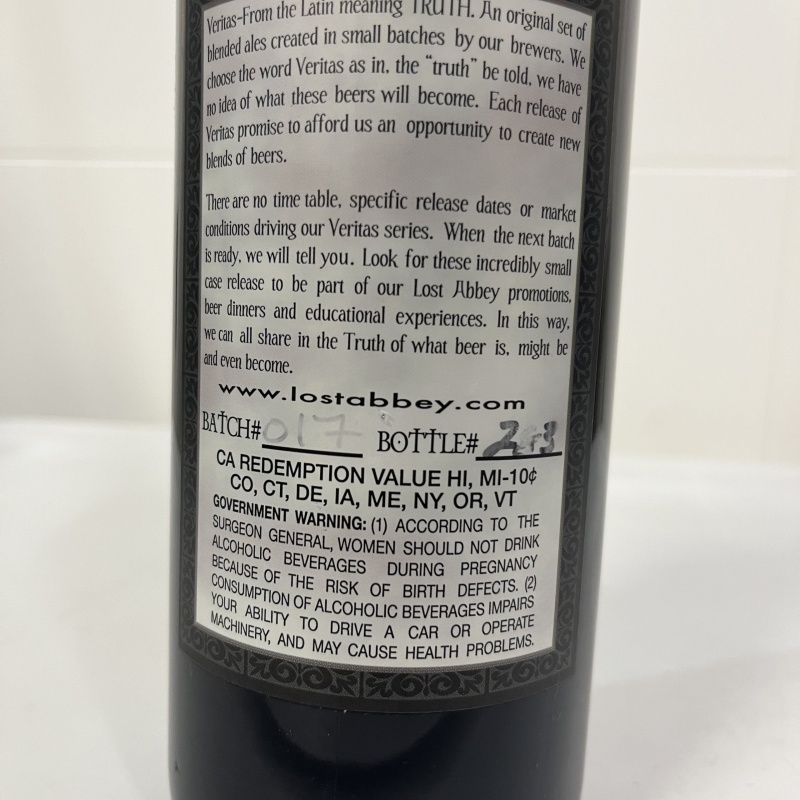 Veritas-From the Latin meaning TRUTH. An original set of
blended ales created in small batches by our brewers. We
choose the word Veritas as in, the "truth" be told, we have
no idea of what these beers will become. Each release of
Veritas promise to afford us an opportunity to create new
blends of beers.
There are no time table, specific release dates or market
conditions driving our Veritas series. When the next batch
is ready, we will tell you. Look for these incredibly small
case release to be part of our Lost Abbey promotions,
beer dinners and educational experiences. In this way,
we can all share in the Truth of what beer is, might be
and even become.
www.lostabbey.com
BATCH# 017 BOTTLE#
CA REDEMPTION VALUE HI, MI-10¢
CO, CT, DE, IA, ME, NY, OR, VT
GOVERNMENT WARNING: (1) ACCORDING TO THE
SURGEON GENERAL, WOMEN SHOULD NOT DRINK
ALCOHOLIC BEVERAGES DURING PREGNANCY
BECAUSE OF THE RISK OF BIRTH DEFECTS. (2)
CONSUMPTION OF ALCOHOLIC BEVERAGES IMPAIRS
YOUR ABILITY TO DRIVE A CAR OR OPERATE
MACHINERY, AND MAY CAUSE HEALTH PROBLEMS.